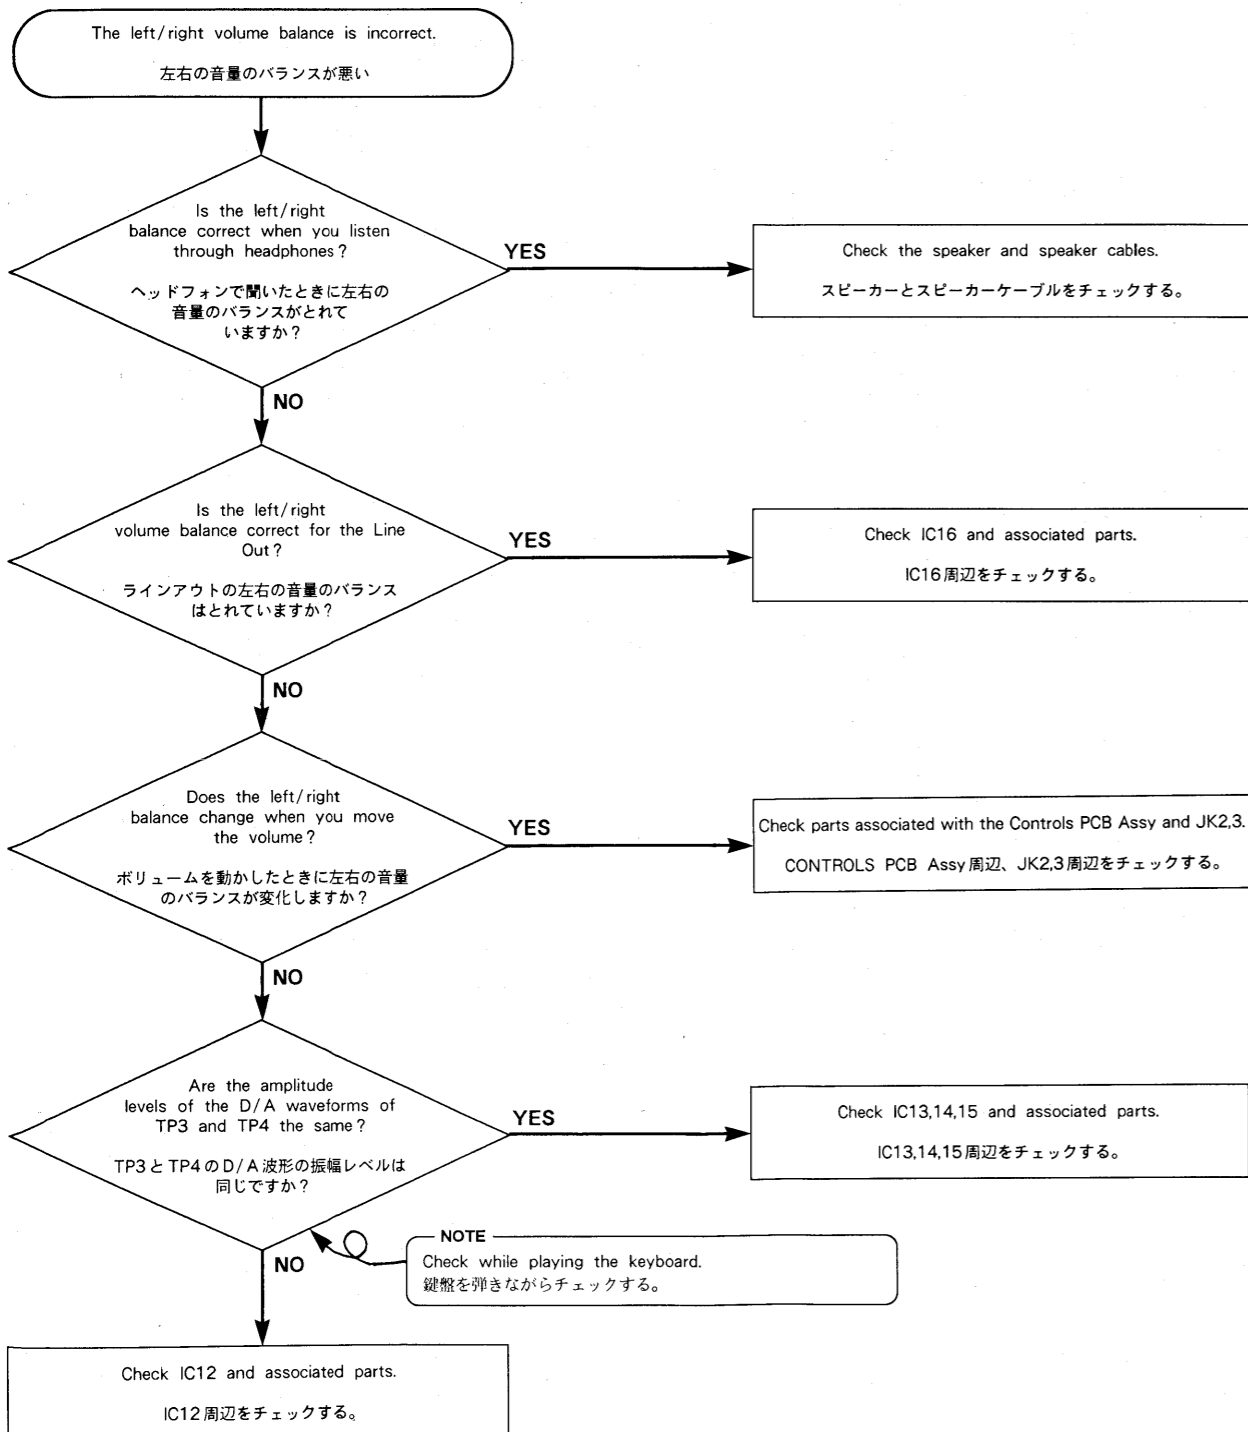 The left/right volume balance is incorrect.
左右の音量のバランスが悪い
Is the left/right
balance correct when you listen
through headphones?
ヘッドフォンで聞いたときに左右の
音量のバランスがとれて
いますか?
YES
Check the speaker and speaker cables.
スピーカーとスピーカーケーブルをチェックする。
NO
Is the left/right
volume balance correct for the Line
Out?
ラインアウトの左右の音量のバランス
はとれていますか?
YES
Check IC16 and associated parts.
IC16周辺をチェックする。
NO
Does the left/right
balance change when you move
the volume?
ボリュームを動かしたときに左右の音量
のバランスが変化しますか?
YES
Check parts associated with the Controls PCB Assy and JK2,3.
CONTROLS PCB Assy周辺、JK2,3周辺をチェックする。
NO
Are the amplitude
levels of the D/A waveforms of
TP3 and TP4 the same?
TP3とTP4のD/A波形の振幅レベルは
同じですか?
YES
Check IC13,14,15 and associated parts.
IC13,14,15周辺をチェックする。
NOTE
Check while playing the keyboard.
鍵盤を弾きながらチェックする。
NO
Check IC12 and associated parts.
IC12周辺をチェックする。